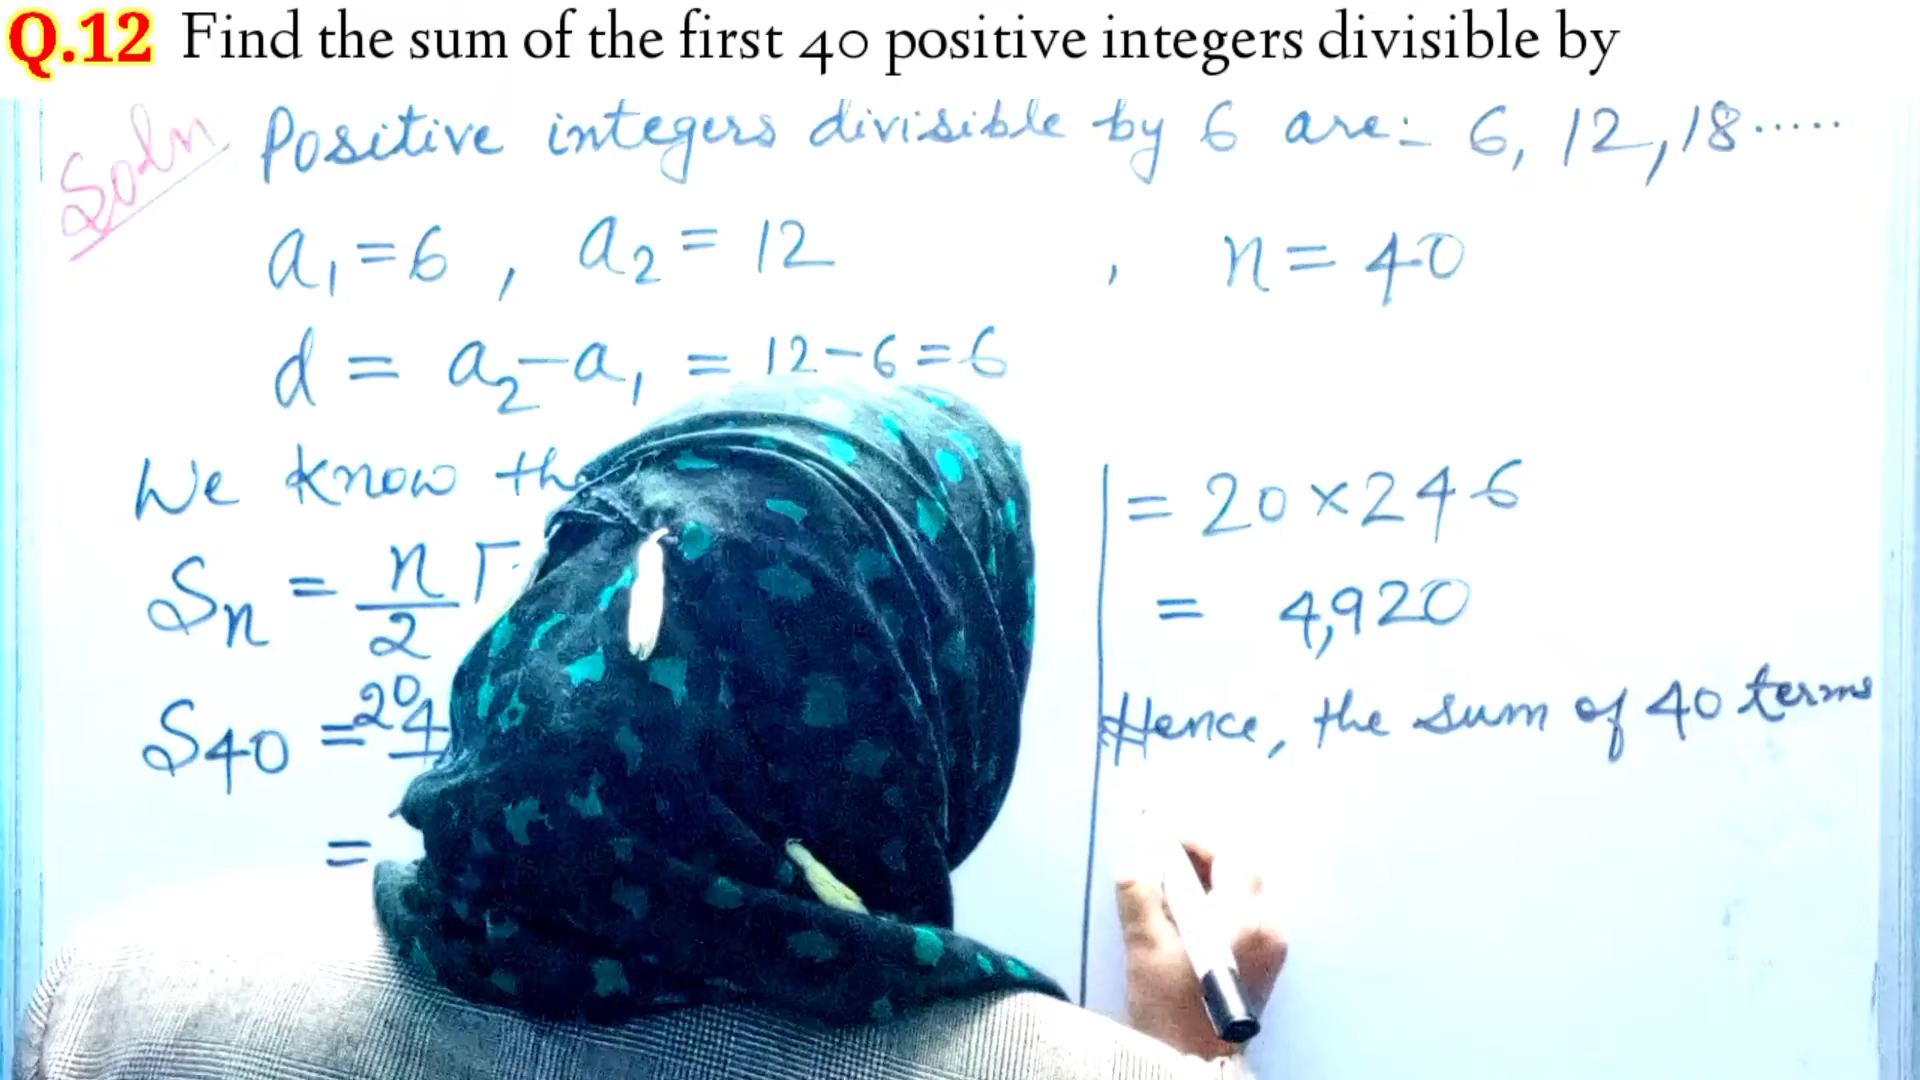 Q.12 Find the sum of the first 40 positive integers divisible by
Soln Positive integers divisible by 6 are:- 6, 12, 18.....
a₁ = 6 , a₂ = 12 , n = 40
d = a₂ - a₁ = 12 - 6 = 6
We know
Sn = n/2 [
S40 =
=
= 20 × 246
= 4,920
Hence, the sum of 40 terms